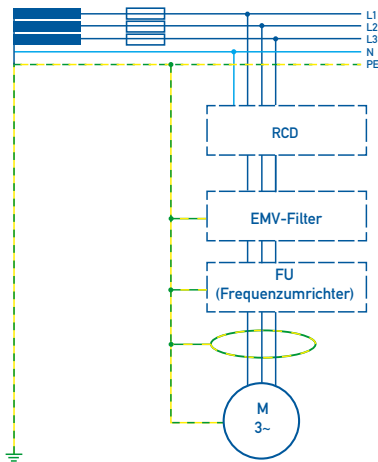 L1
L2
L3
N
PE
RCD
EMV-Filter
FU
(Frequenzumrichter)
M
3~